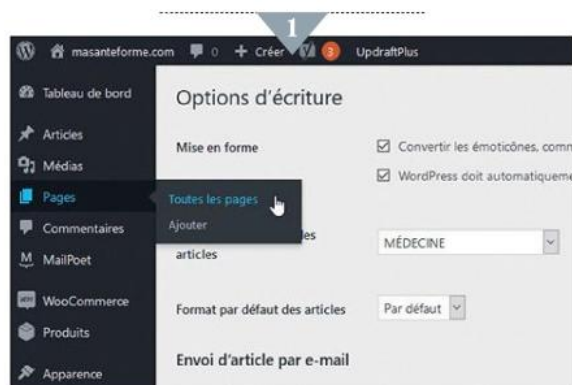 1
masanteforme.com 0 + Créer 3 UpdraftPlus
Tableau de bord
Articles
Médias
Pages
Commentaires
MailPoet
WooCommerce
Produits
Apparence
Toutes les pages
Ajouter
Options d'écriture
Mise en forme
Convertir les émoticônes, comm
WordPress doit automatiqueme
les
articles
MÉDECINE
Format par défaut des articles
Par défaut
Envoi d'article par e-mail